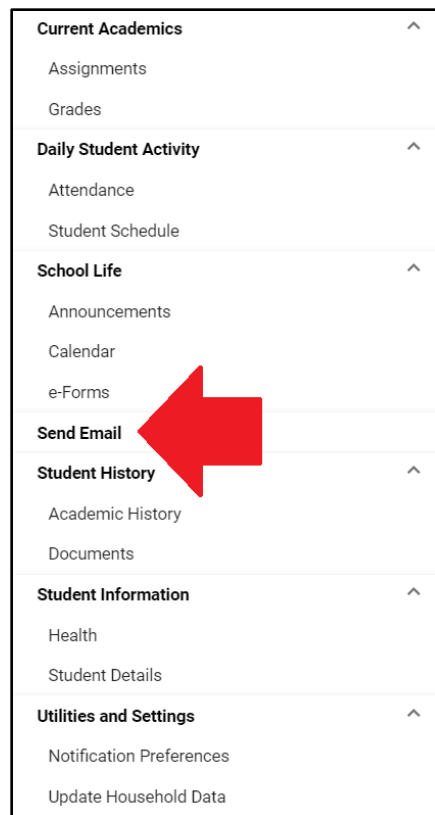 Current Academics
Assignments
Grades
Daily Student Activity
Attendance
Student Schedule
School Life
Announcements
Calendar
e-Forms
Send Email
Student History
Academic History
Documents
Student Information
Health
Student Details
Utilities and Settings
Notification Preferences
Update Household Data